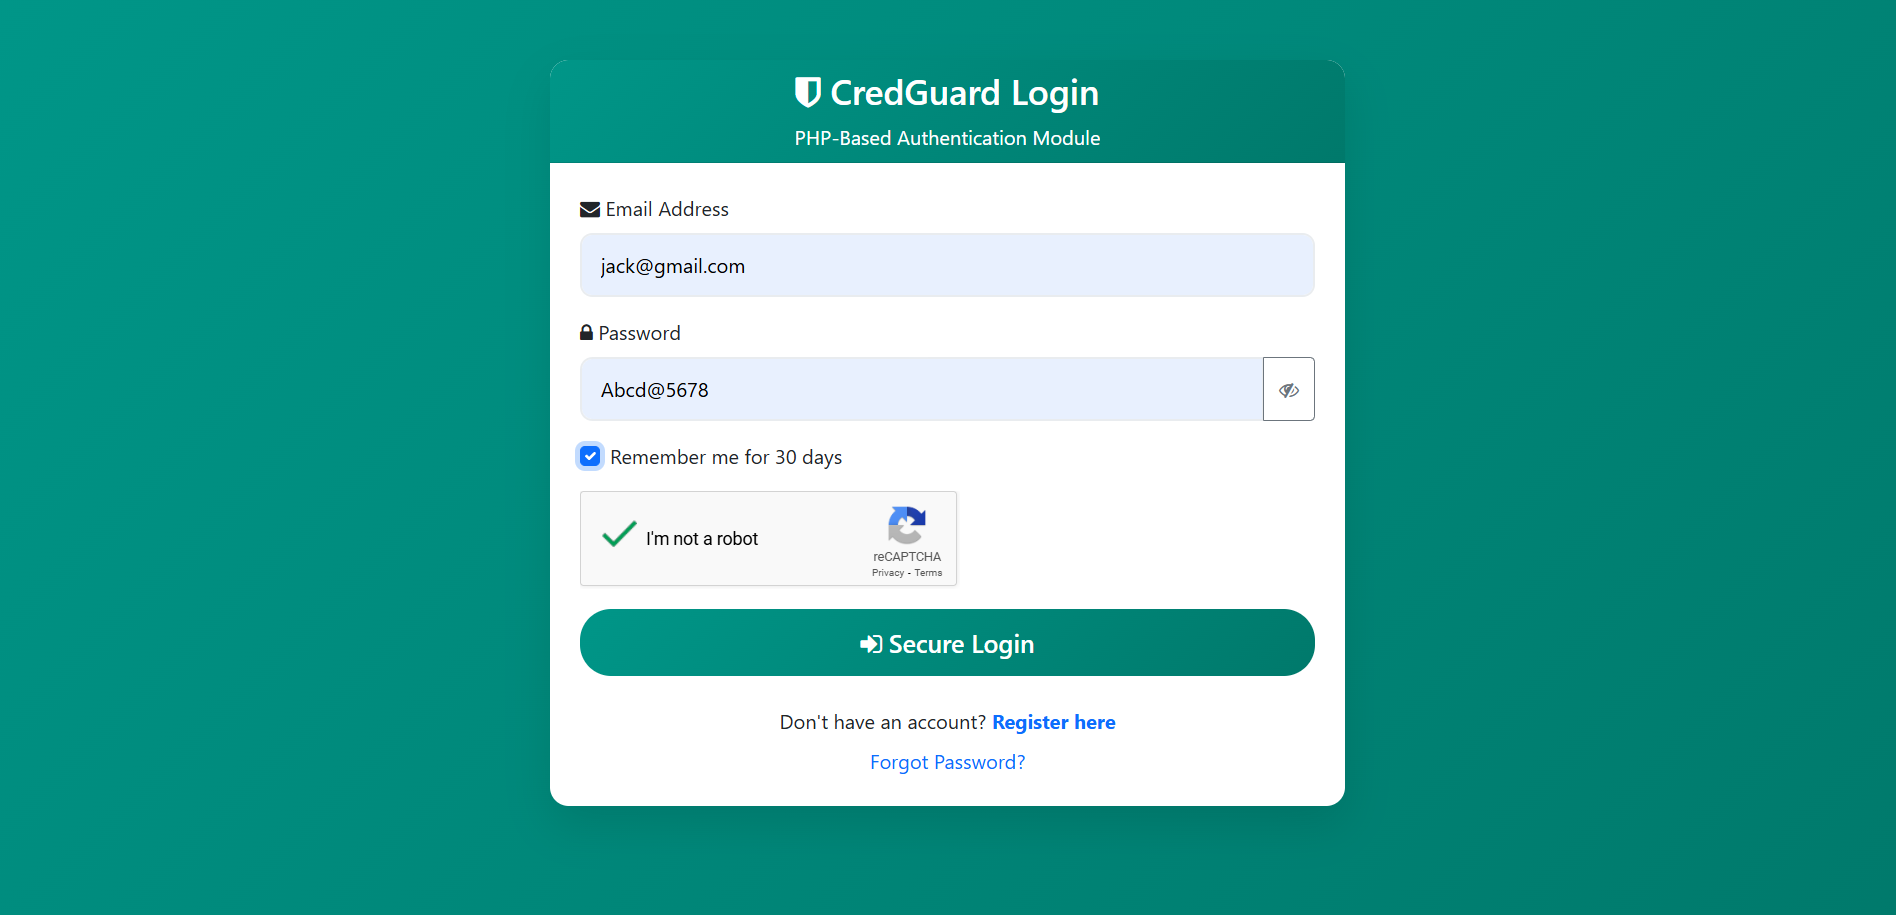 CredGuard Login
PHP-Based Authentication Module
Email Address
jack@gmail.com
Password
Abcd@5678
Remember me for 30 days
I'm not a robot
reCAPTCHA
Privacy - Terms
Secure Login
Don't have an account? Register here
Forgot Password?